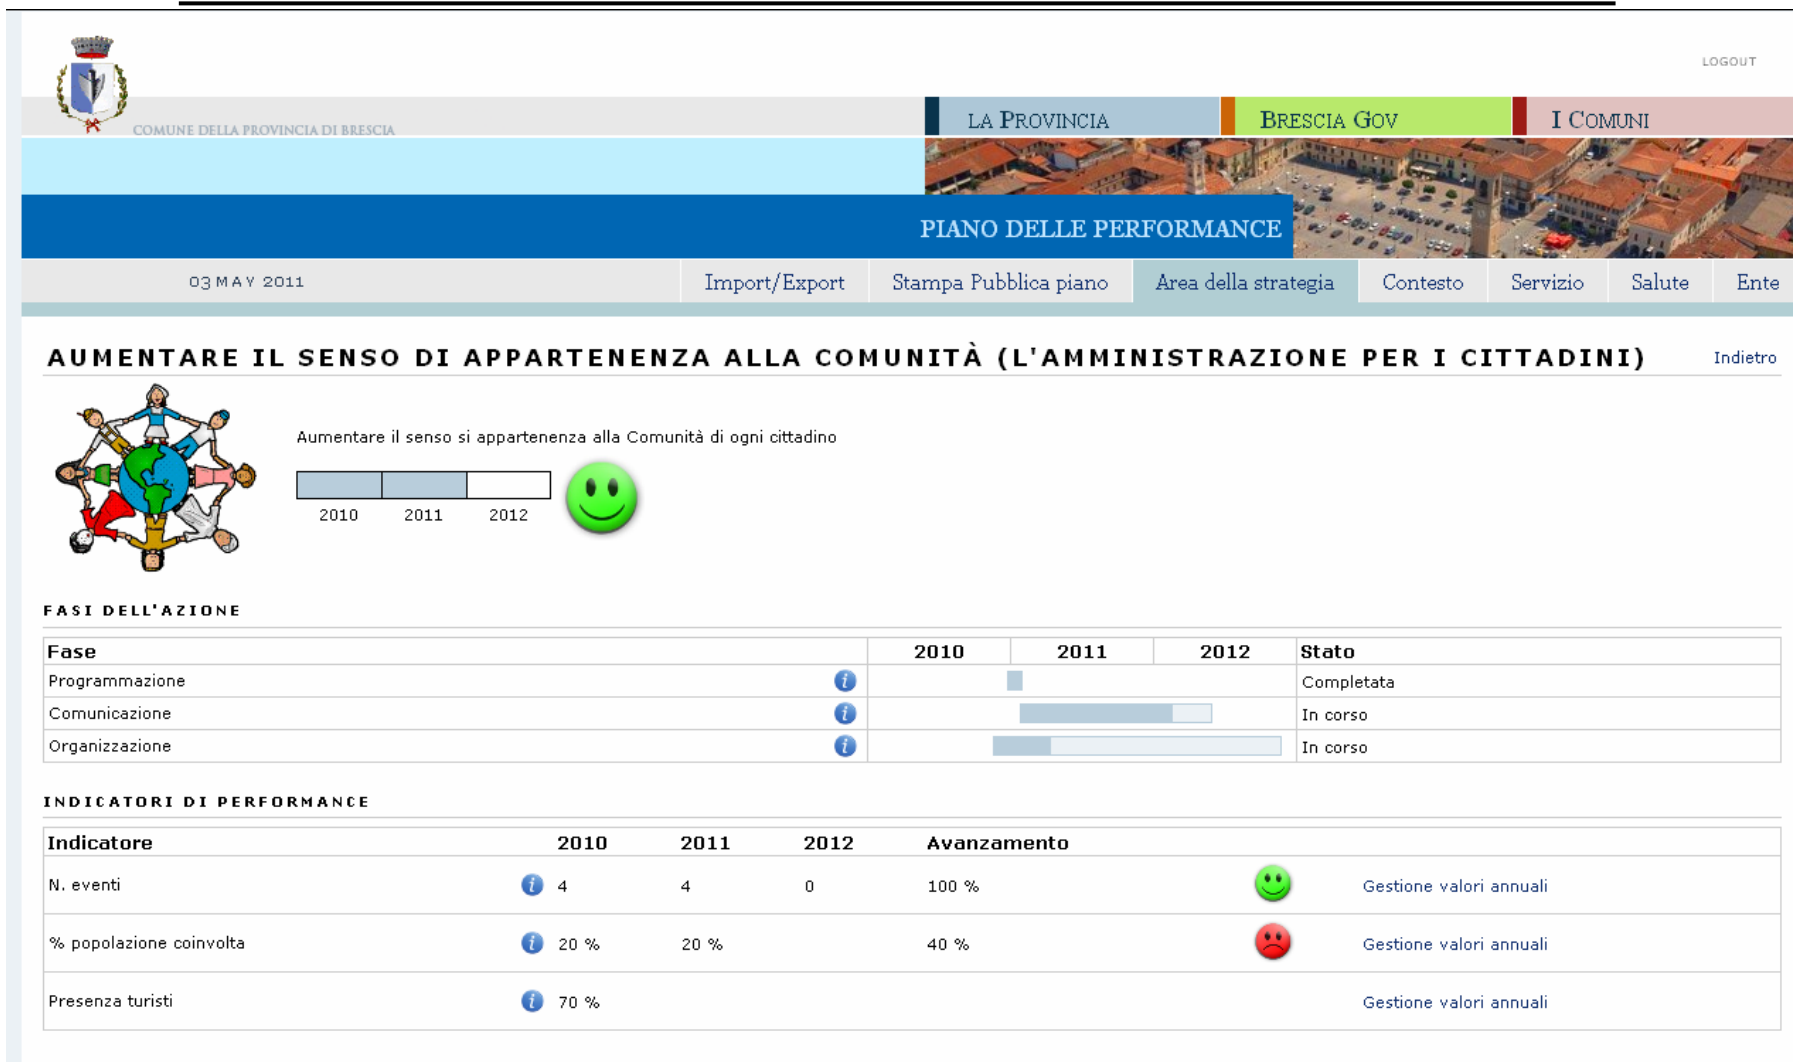 LOGOUT
COMUNE DELLA PROVINCIA DI BRESCIA
LA PROVINCIA BRESCIA GOV I COMUNI
PIANO DELLE PERFORMANCE
03 MAY 2011 Import/Export Stampa Pubblica piano Area della strategia Contesto Servizio Salute Ente
AUMENTARE IL SENSO DI APPARTENENZA ALLA COMUNITÀ (L'AMMINISTRAZIONE PER I CITTADINI) Indietro
Aumentare il senso si appartenenza alla Comunità di ogni cittadino
2010 2011 2012
FASI DELL'AZIONE
Fase 2010 2011 2012 Stato
Programmazione i Completata
Comunicazione i In corso
Organizzazione i In corso
INDICATORI DI PERFORMANCE
Indicatore 2010 2011 2012 Avanzamento
N. eventi i 4 4 0 100 % Gestione valori annuali
% popolazione coinvolta i 20 % 20 % 40 % Gestione valori annuali
Presenza turisti i 70 % Gestione valori annuali